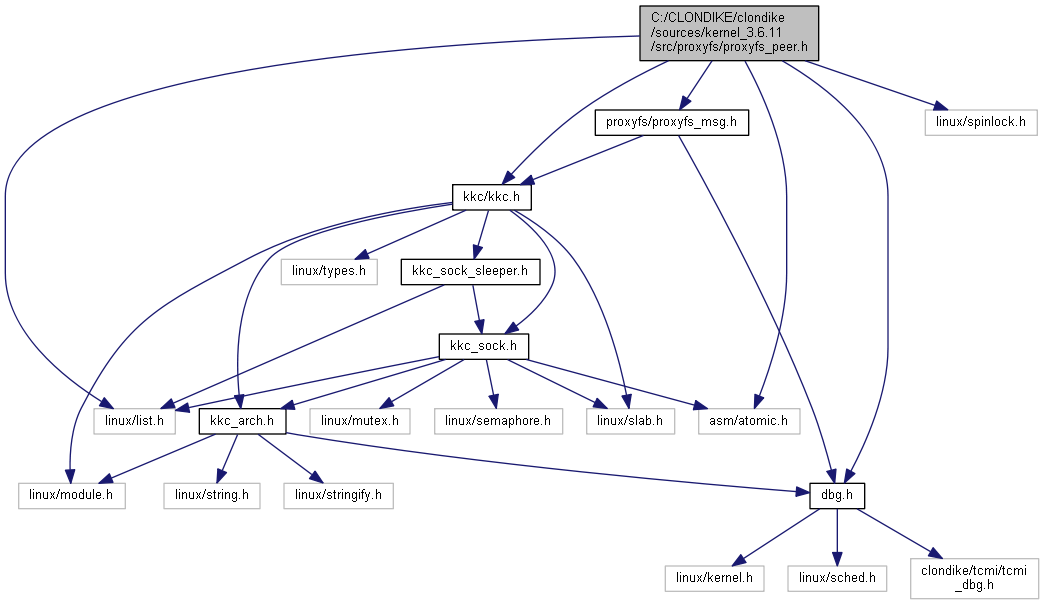 C:/CLONDIKE/clondike
/sources/kernel_3.6.11
/src/proxyfs/proxyfs_peer.h
proxyfs/proxyfs_msg.h
linux/spinlock.h
kkc/kkc.h
linux/types.h
kkc_sock_sleeper.h
kkc_sock.h
linux/list.h
kkc_arch.h
linux/mutex.h
linux/semaphore.h
linux/slab.h
asm/atomic.h
linux/module.h
linux/string.h
linux/stringify.h
dbg.h
linux/kernel.h
linux/sched.h
clondike/tcmi/tcmi
_dbg.h